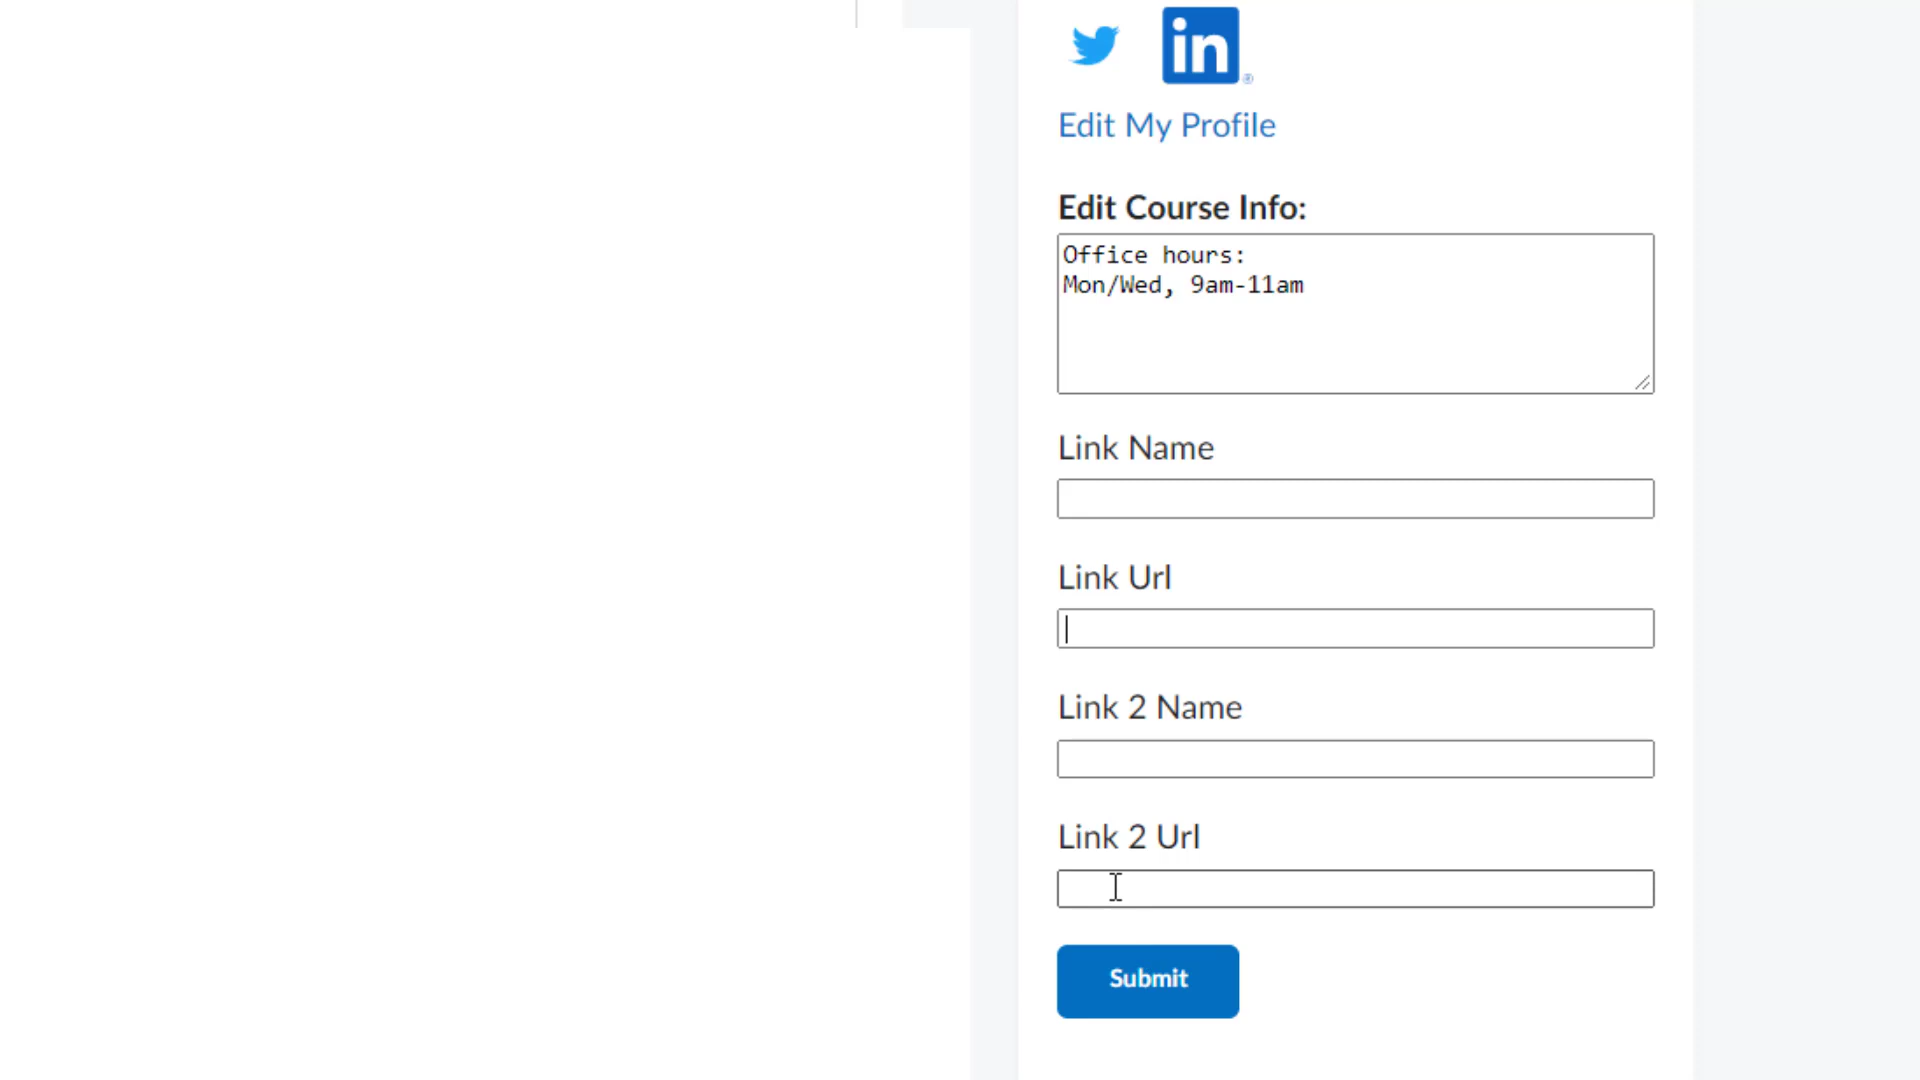 in
Edit My Profile
Edit Course Info:
Office hours:
Mon/Wed, 9am-11am
Link Name
Link Url
Link 2 Name
Link 2 Url
Submit